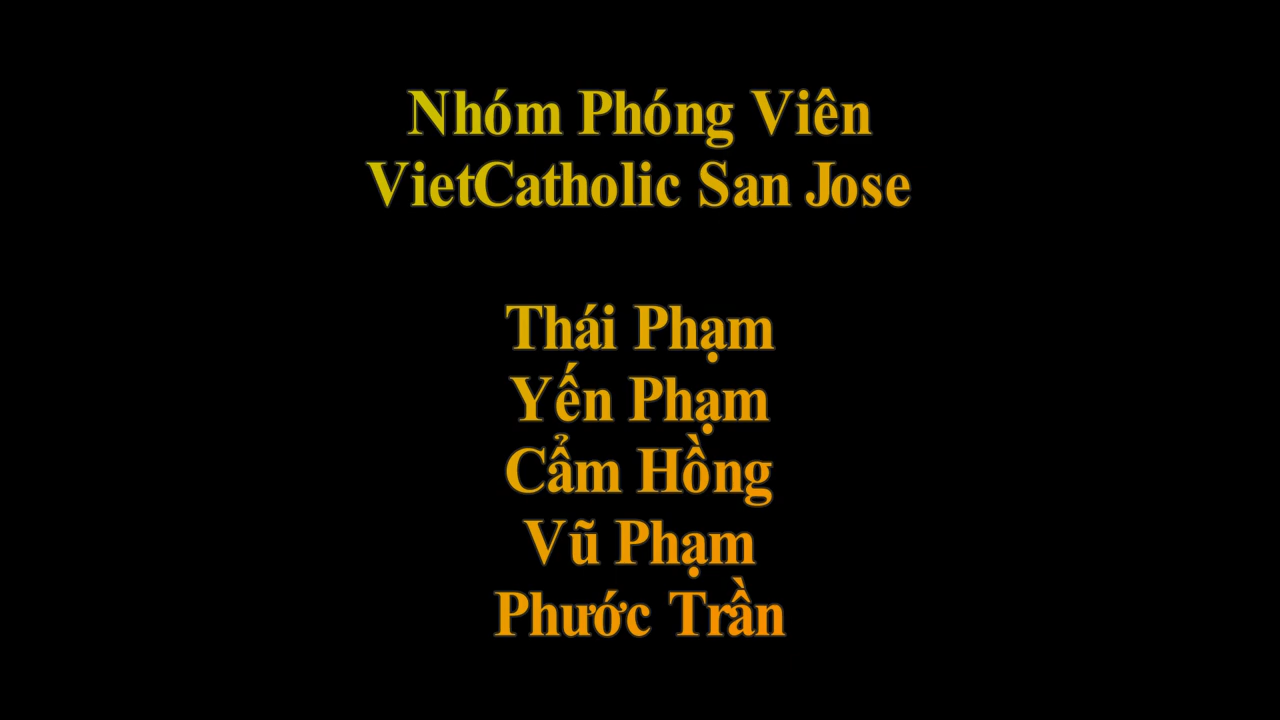 Nhóm Phóng Viên
VietCatholic San Jose
Thái Phạm
Yến Phạm
Cẩm Hồng
Vũ Phạm
Phước Trần